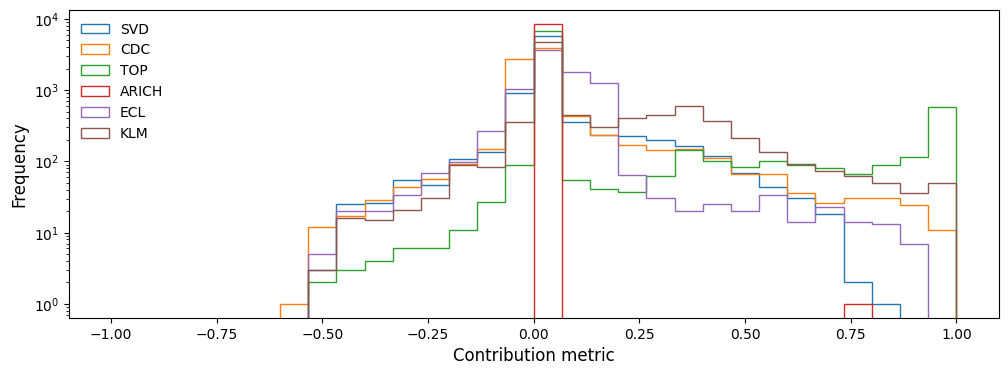 SVD
CDC
TOP
ARICH
ECL
KLM
Frequency
10⁴
10³
10²
10¹
10⁰
−1.00 −0.75 −0.50 −0.25 0.00 0.25 0.50 0.75 1.00
Contribution metric